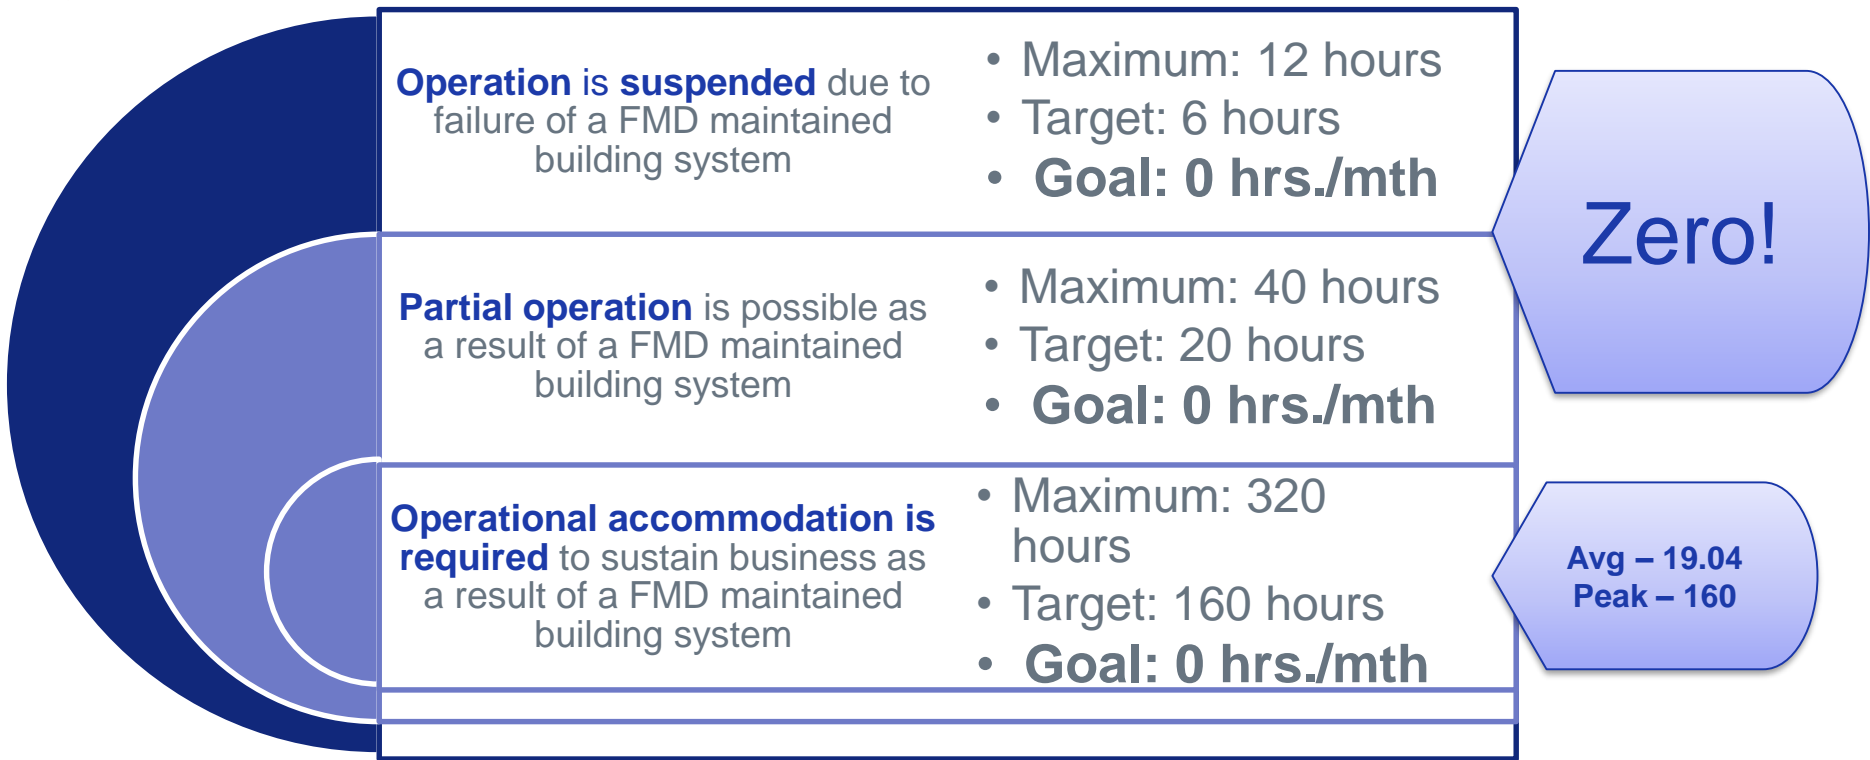 Operation is suspended due to
failure of a FMD maintained
building system
• Maximum: 12 hours
• Target: 6 hours
• Goal: 0 hrs./mth
Zero!
Partial operation is possible as
a result of a FMD maintained
building system
• Maximum: 40 hours
• Target: 20 hours
• Goal: 0 hrs./mth
Operational accommodation is
required to sustain business as
a result of a FMD maintained
building system
• Maximum: 320
hours
• Target: 160 hours
• Goal: 0 hrs./mth
Avg – 19.04
Peak – 160